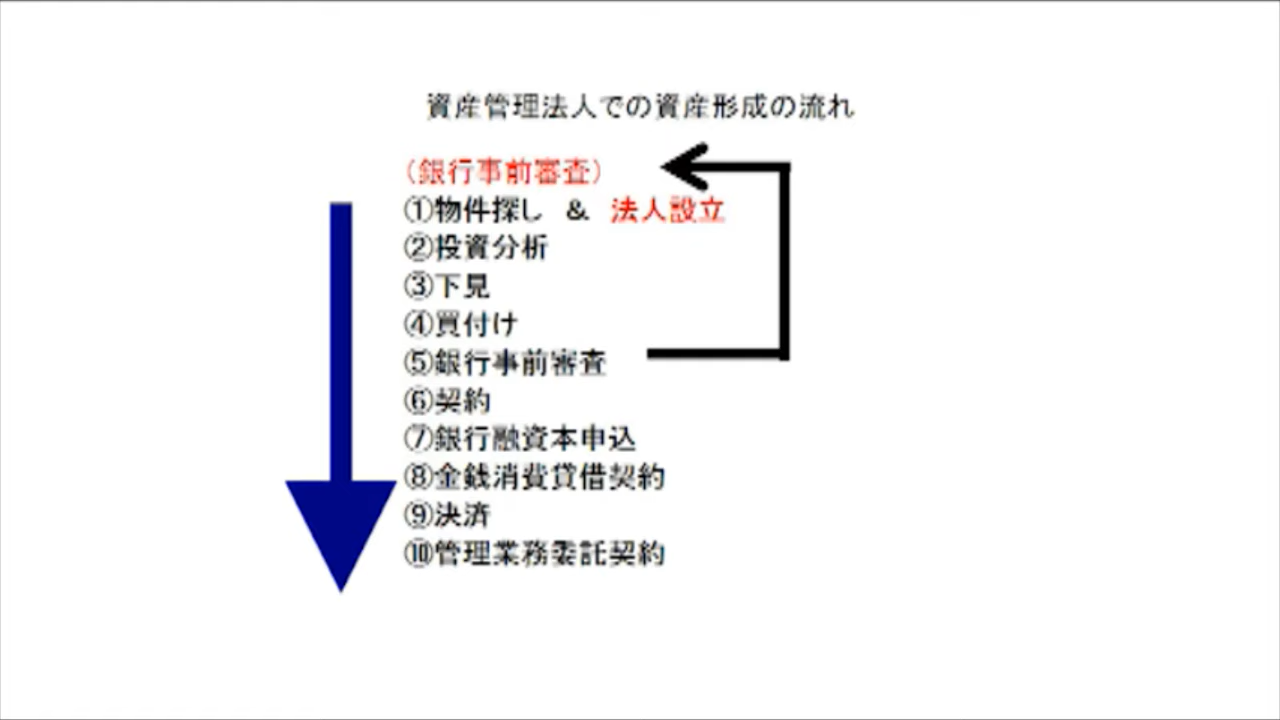 資産管理法人での資産形成の流れ
（銀行事前審査）
①物件探し ＆ 法人設立
②投資分析
③下見
④買付け
⑤銀行事前審査
⑥契約
⑦銀行融資本申込
⑧金銭消費貸借契約
⑨決済
⑩管理業務委託契約